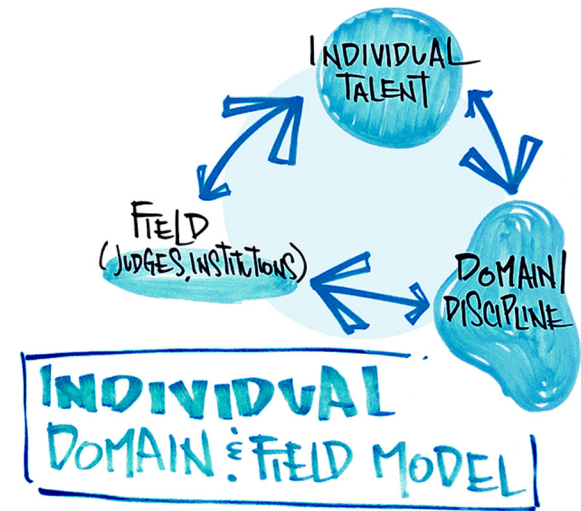 INDIVIDUAL
TALENT
FIELD
(JUDGES, INSTITUTIONS)
DOMAIN/
DISCIPLINE
INDIVIDUAL
DOMAIN & FIELD MODEL